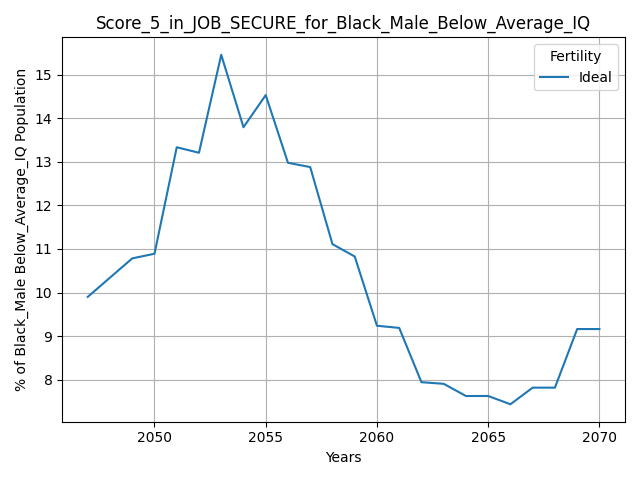 Score_5_in_JOB_SECURE_for_Black_Male_Below_Average_IQ
Fertility
Ideal
% of Black_Male Below_Average_IQ Population
15
14
13
12
11
10
9
8
2050
2055
2060
2065
2070
Years